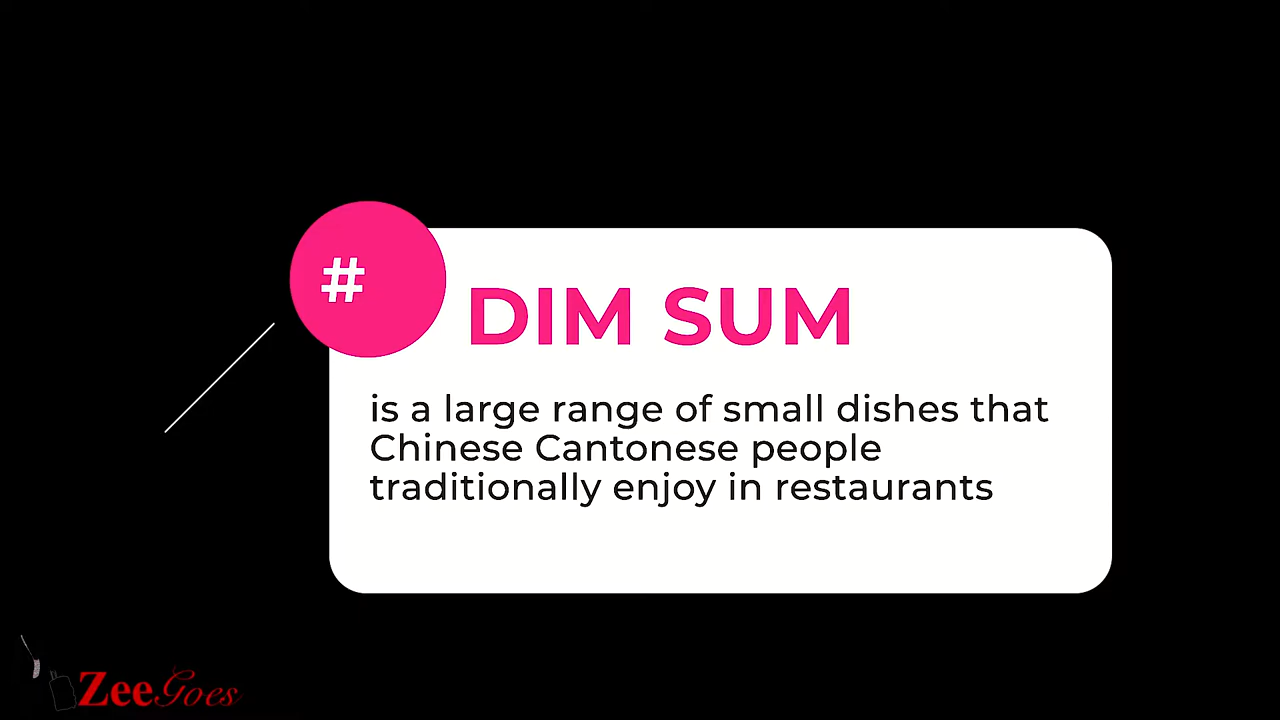 #
DIM SUM
is a large range of small dishes that
Chinese Cantonese people
traditionally enjoy in restaurants
ZeeGoes